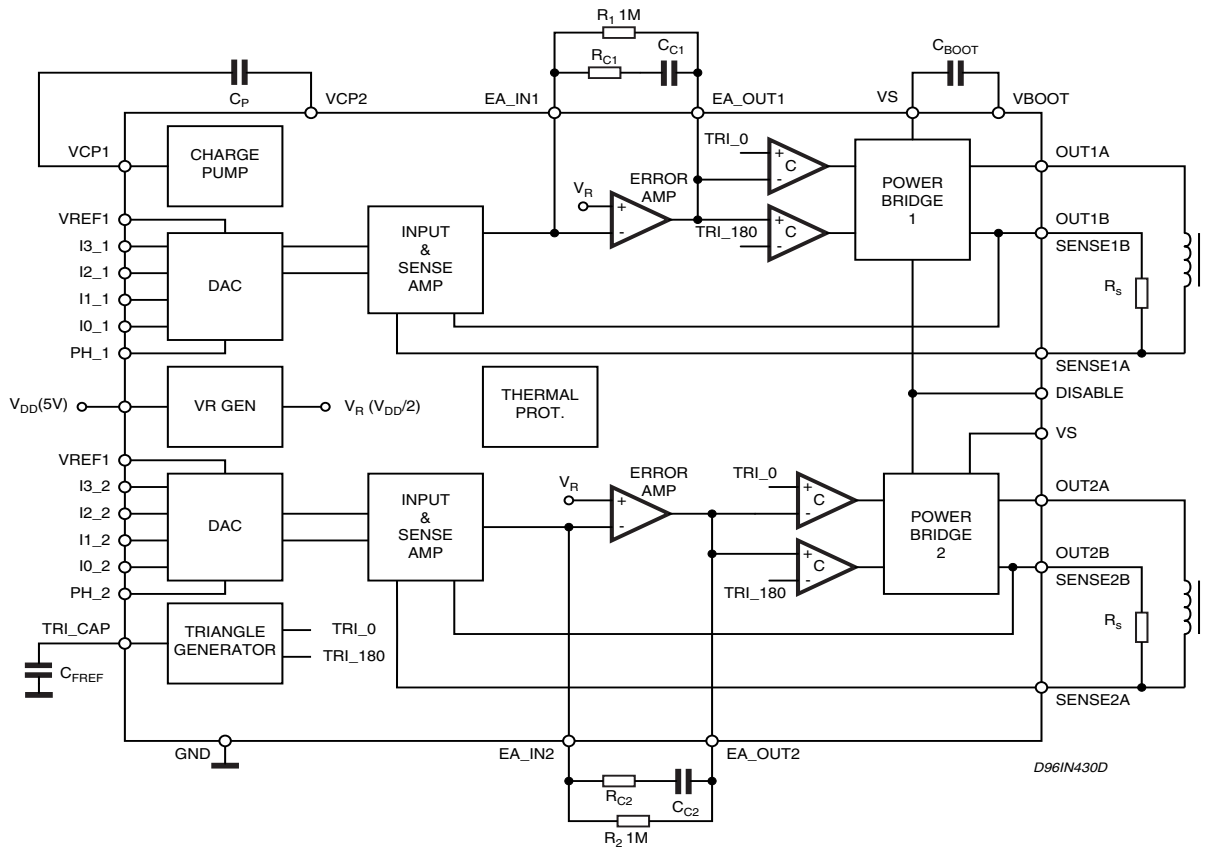 R1 1M
RC1
CC1
CBOOT
CP
VCP2
EA_IN1
EA_OUT1
VS
VBOOT
VCP1
CHARGE
PUMP
TRI_0
+
-
C
OUT1A
VREF1
I3_1
I2_1
I1_1
I0_1
PH_1
DAC
INPUT
&
SENSE
AMP
VR
+
-
ERROR
AMP
TRI_180
+
-
C
POWER
BRIDGE
1
OUT1B
SENSE1B
Rs
SENSE1A
VDD(5V)
VR GEN
VR (VDD/2)
THERMAL
PROT.
DISABLE
VS
VREF1
I3_2
I2_2
I1_2
I0_2
PH_2
DAC
INPUT
&
SENSE
AMP
VR
+
-
ERROR
AMP
TRI_0
+
-
C
TRI_180
+
-
C
POWER
BRIDGE
2
OUT2A
OUT2B
SENSE2B
Rs
SENSE2A
TRI_CAP
TRIANGLE
GENERATOR
TRI_0
TRI_180
CFREF
GND
EA_IN2
EA_OUT2
RC2
CC2
R2 1M
D96IN430D